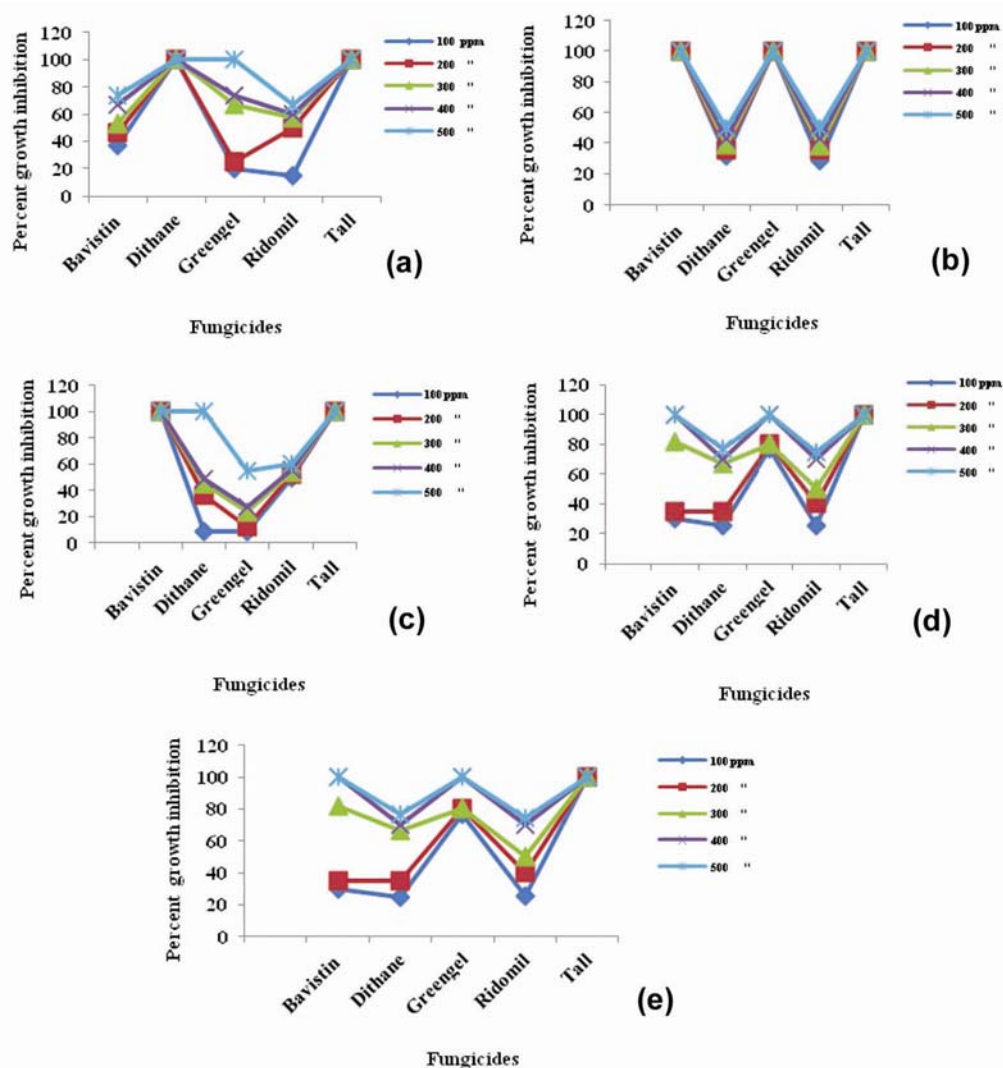 Percent growth inhibition
120
100
80
60
40
20
0
Bavistin
Dithane
Greengel
Ridomil
Tall
100 ppm
200 "
300 "
400 "
500 "
(a)
Fungicides
Percent growth inhibition
120
100
80
60
40
20
0
Bavistin
Dithane
Greengel
Ridomil
Tall
100 ppm
200 "
300 "
400 "
500 "
(b)
Fungicides
Percent growth inhibition
120
100
80
60
40
20
0
Bavistin
Dithane
Greengel
Ridomil
Tall
100 ppm
200 "
300 "
400 "
500 "
(c)
Fungicides
Percent growth inhibition
120
100
80
60
40
20
0
Bavistin
Dithane
Greengel
Ridomil
Tall
100 ppm
200 "
300 "
400 "
500 "
(d)
Fungicides
Percent growth inhibition
120
100
80
60
40
20
0
Bavistin
Dithane
Greengel
Ridomil
Tall
100 ppm
200 "
300 "
400 "
500 "
(e)
Fungicides